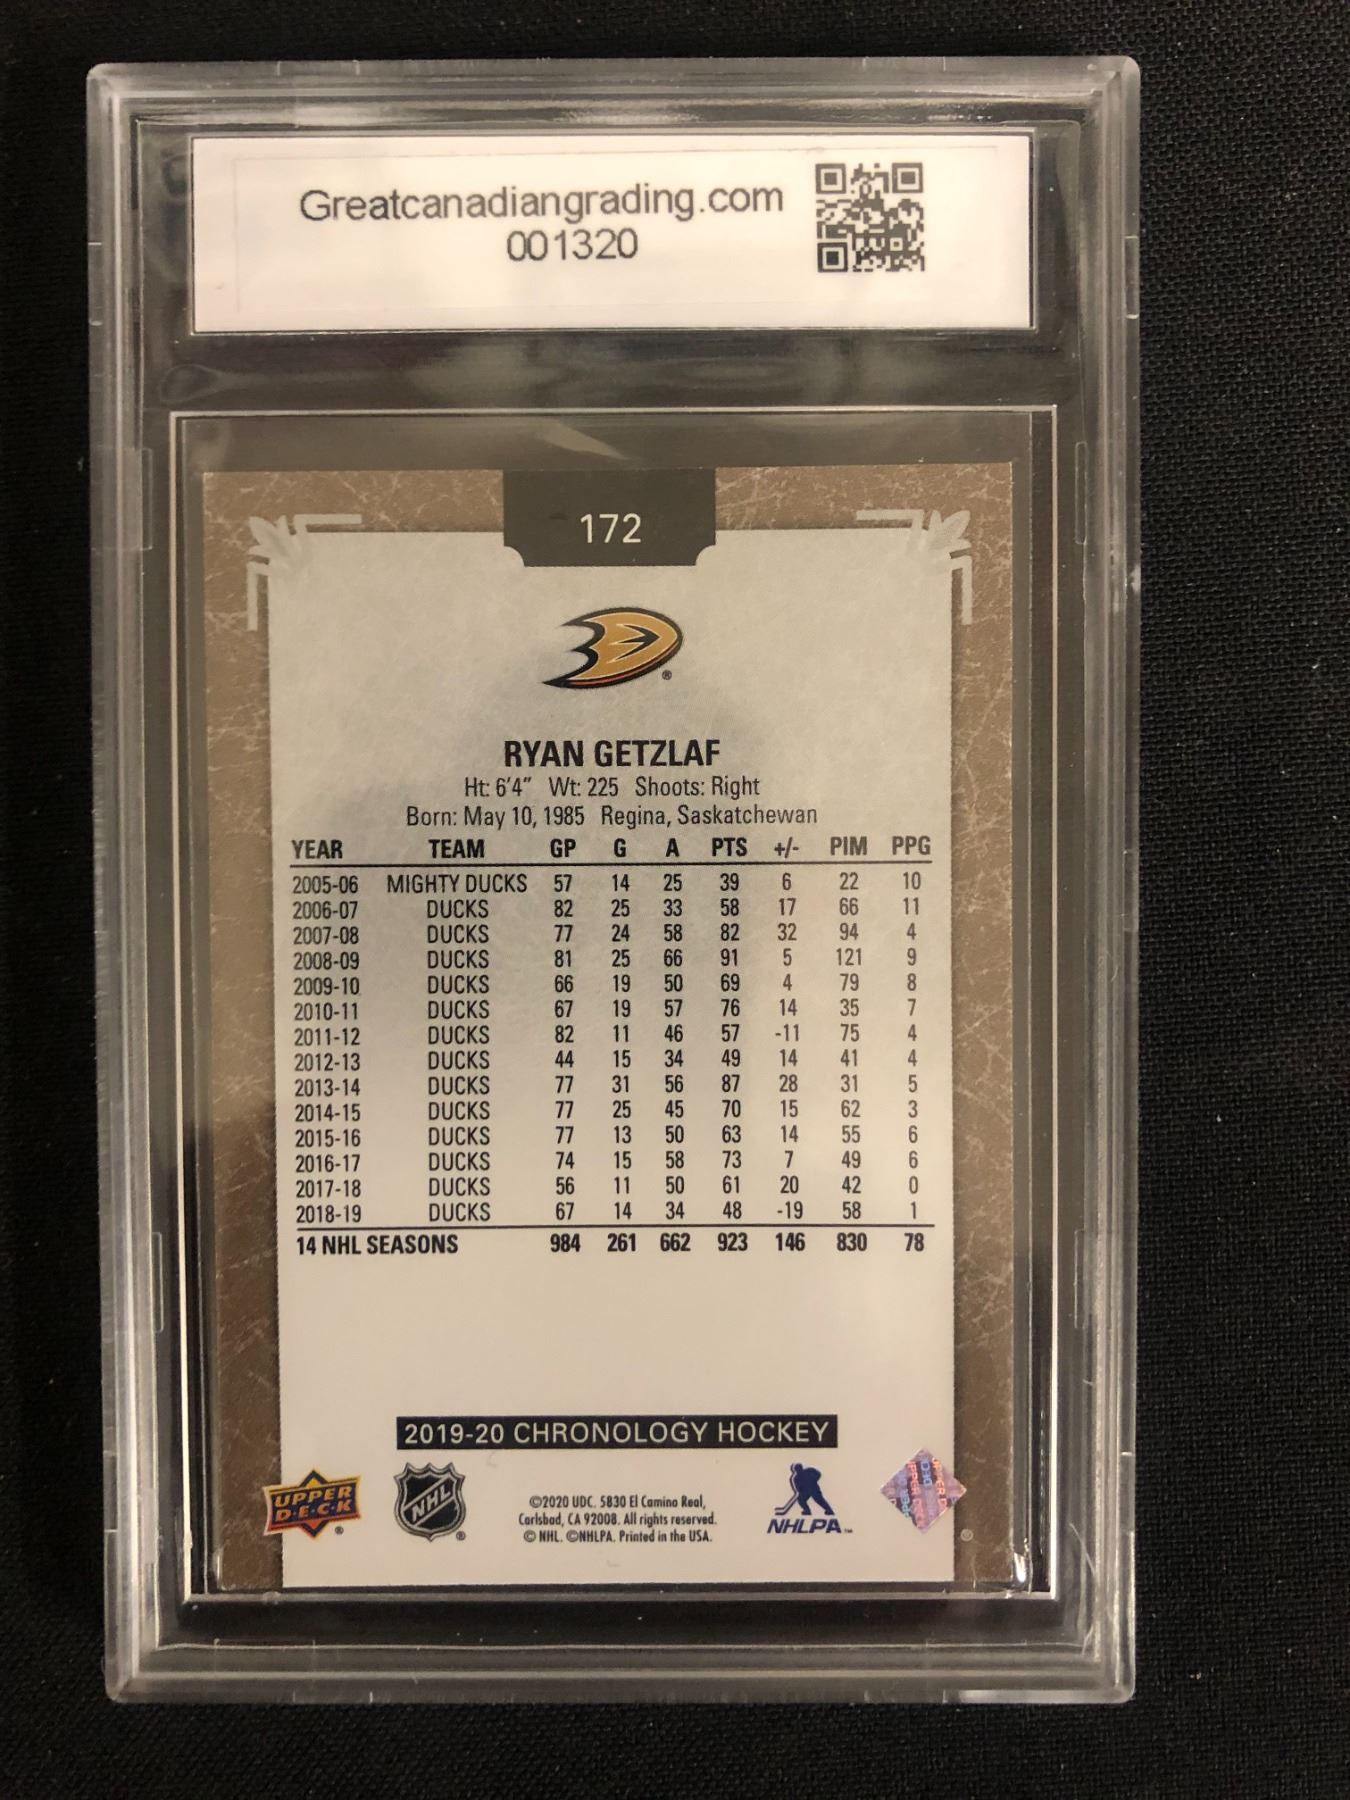 Greatcanadiangrading.com
001320
172
®
RYAN GETZLAF
Ht: 6'4" Wt: 225 Shoots: Right
Born: May 10, 1985 Regina, Saskatchewan
YEAR TEAM GP G A PTS +/- PIM PPG
2005-06 MIGHTY DUCKS 57 14 25 39 6 22 10
2006-07 DUCKS 82 25 33 58 17 66 11
2007-08 DUCKS 77 24 58 82 32 94 4
2008-09 DUCKS 81 25 66 91 5 121 9
2009-10 DUCKS 66 19 50 69 4 79 8
2010-11 DUCKS 67 19 57 76 14 35 7
2011-12 DUCKS 82 11 46 57 -11 75 4
2012-13 DUCKS 44 15 34 49 14 41 4
2013-14 DUCKS 77 31 56 87 28 31 5
2014-15 DUCKS 77 25 45 70 15 62 3
2015-16 DUCKS 77 13 50 63 14 55 6
2016-17 DUCKS 74 15 58 73 7 49 6
2017-18 DUCKS 56 11 50 61 20 42 0
2018-19 DUCKS 67 14 34 48 -19 58 1
14 NHL SEASONS 984 261 662 923 146 830 78
2019-20 CHRONOLOGY HOCKEY
UPPER
D·E·C·K
®
NHL
®
©2020 UDC. 5830 El Camino Real,
Carlsbad, CA 92008. All rights reserved.
© NHL. ©NHLPA. Printed in the USA.
NHLPA™
®